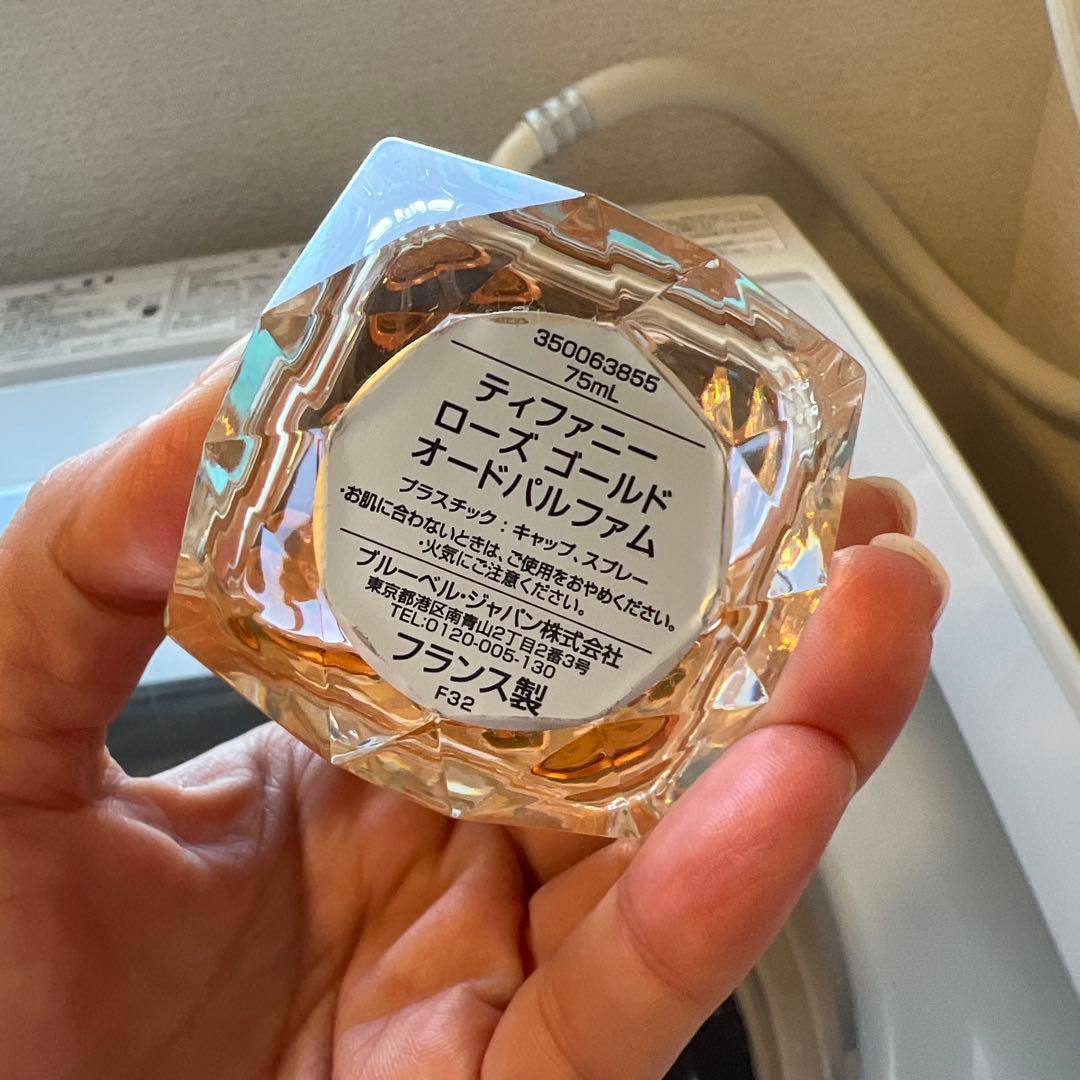 350063855
75mL
ティファニー
ローズ ゴールド
オードパルファム
プラスチック：キャップ、スプレー
・お肌に合わないときは、ご使用をおやめください。
・火気にご注意ください。
ブルーベル・ジャパン株式会社
東京都港区南青山2丁目2番3号
TEL:0120-005-130
フランス製
F32